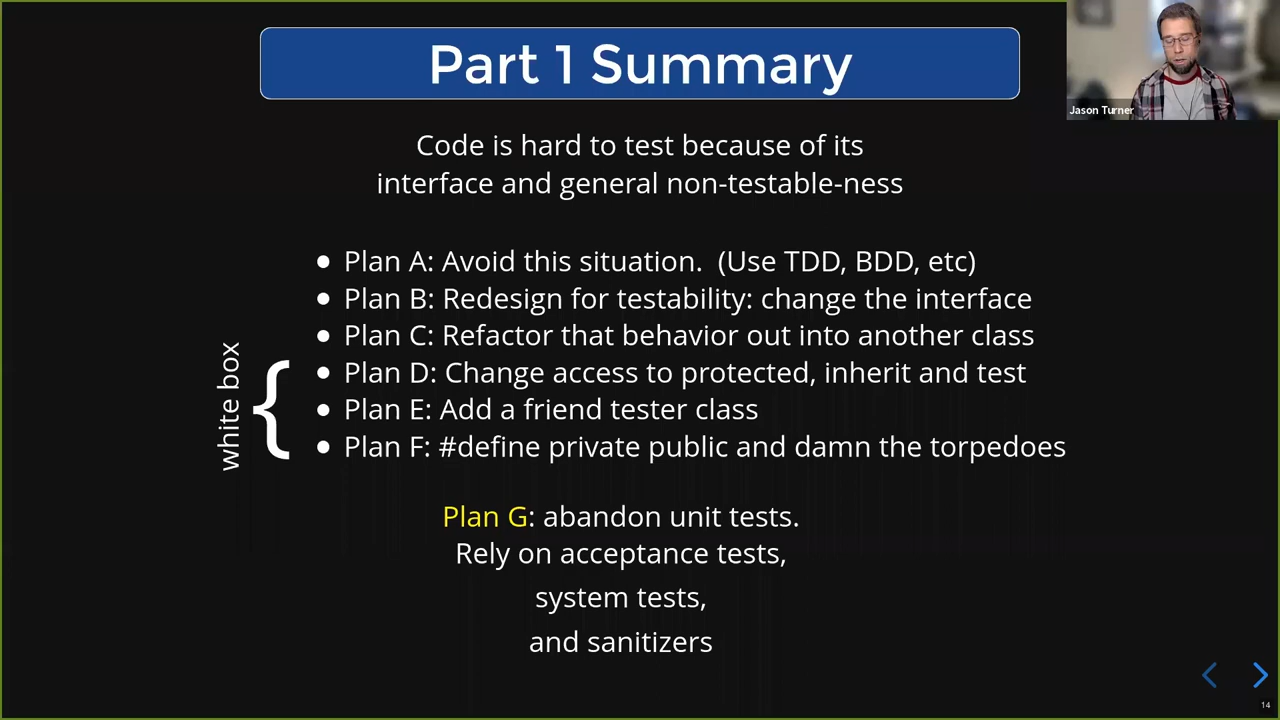 Part 1 Summary
Jason Turner
Code is hard to test because of its
interface and general non-testable-ness
● Plan A: Avoid this situation.  (Use TDD, BDD, etc)
● Plan B: Redesign for testability: change the interface
● Plan C: Refactor that behavior out into another class
white box
{
● Plan D: Change access to protected, inherit and test
● Plan E: Add a friend tester class
● Plan F: #define private public and damn the torpedoes
Plan G: abandon unit tests.
Rely on acceptance tests,
system tests,
and sanitizers
14